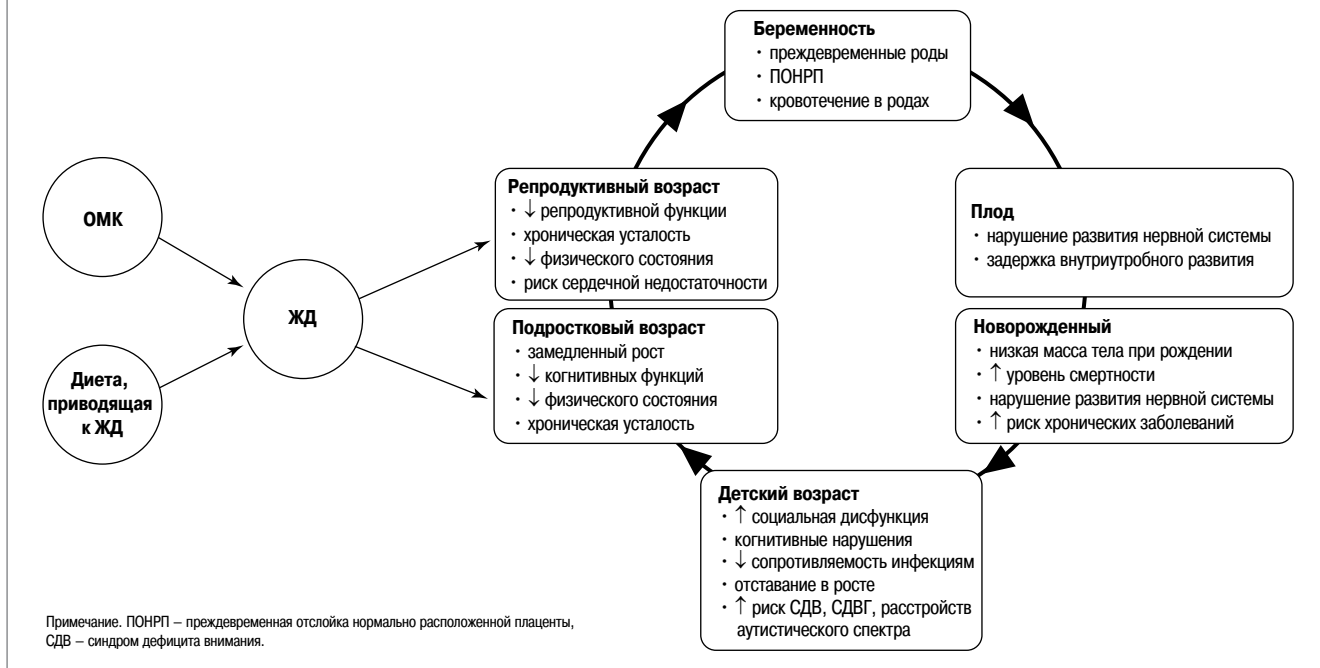 ОМК
Диета,
приводящая
к ЖД
ЖД
Беременность
· преждевременные роды
· ПОНРП
· кровотечение в родах
Репродуктивный возраст
· ↓ репродуктивной функции
· хроническая усталость
· ↓ физического состояния
· риск сердечной недостаточности
Подростковый возраст
· замедленный рост
· ↓ когнитивных функций
· ↓ физического состояния
· хроническая усталость
Плод
· нарушение развития нервной системы
· задержка внутриутробного развития
Новорожденный
· низкая масса тела при рождении
· ↑ уровень смертности
· нарушение развития нервной системы
· ↑ риск хронических заболеваний
Детский возраст
· ↑ социальная дисфункция
· когнитивные нарушения
· ↓ сопротивляемость инфекциям
· отставание в росте
· ↑ риск СДВ, СДВГ, расстройств
аутистического спектра
Примечание. ПОНРП – преждевременная отслойка нормально расположенной плаценты,
СДВ – синдром дефицита внимания.